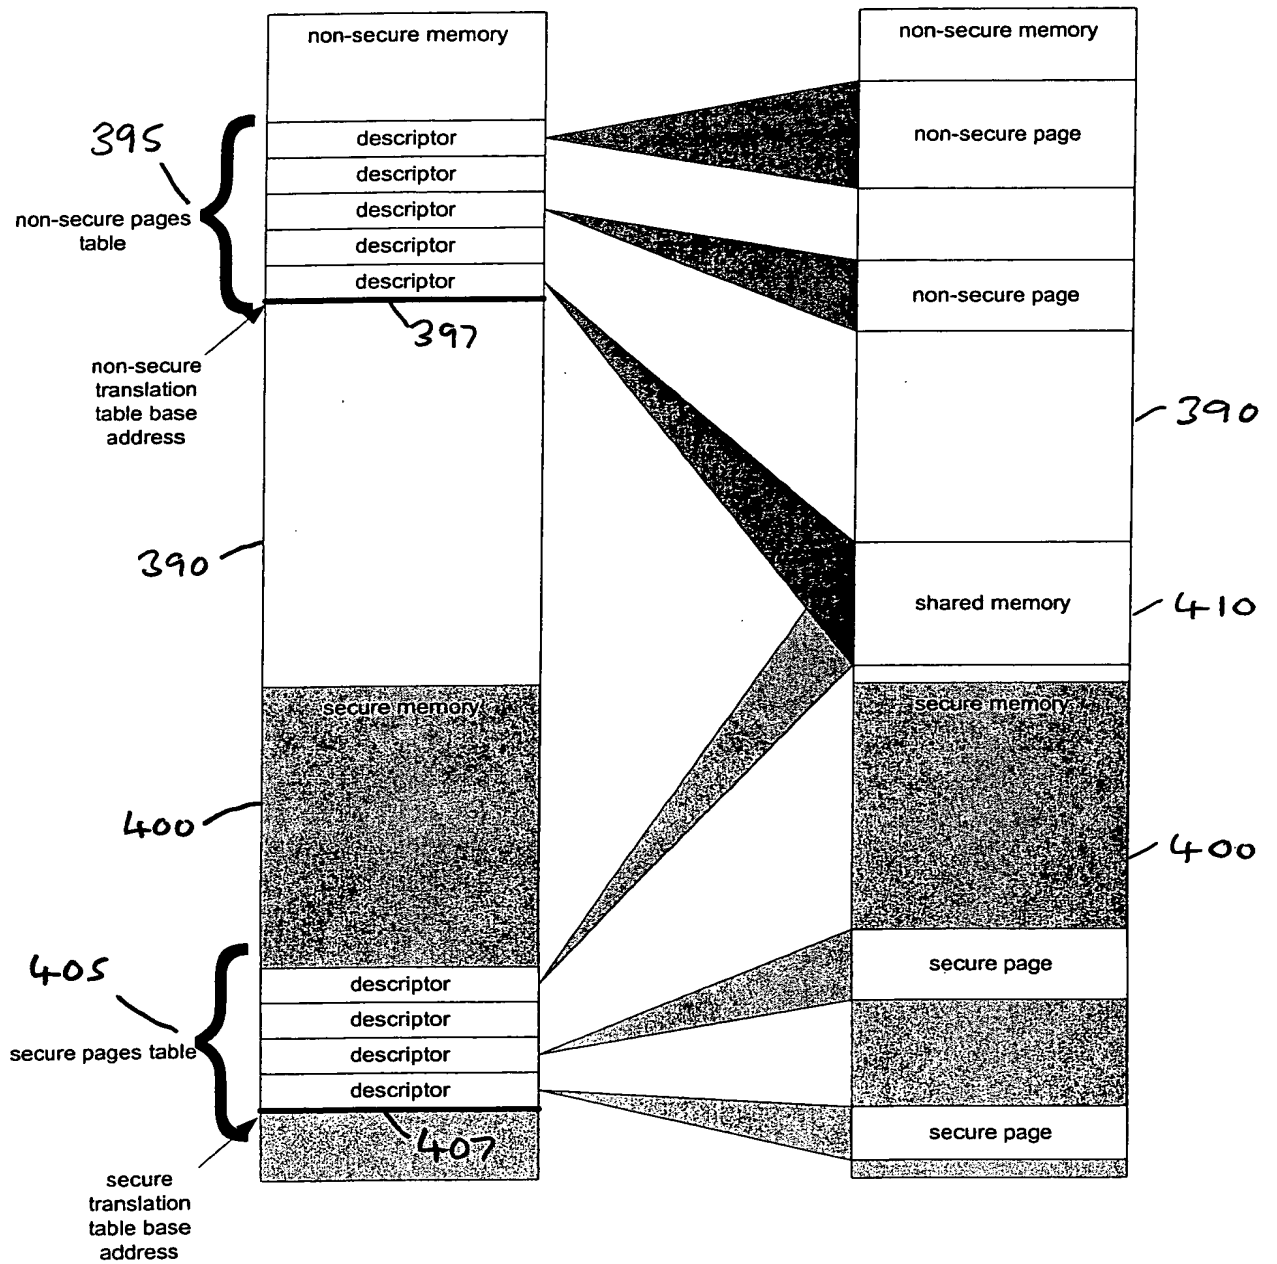 non-secure memory
non-secure memory
395
descriptor
non-secure page
descriptor
non-secure pages
table
descriptor
descriptor
descriptor
non-secure page
397
non-secure
translation
table base
address
390
390
shared memory
410
secure memory
secure memory
400
400
405
descriptor
secure page
descriptor
secure pages table
descriptor
descriptor
secure page
407
secure
translation
table base
address